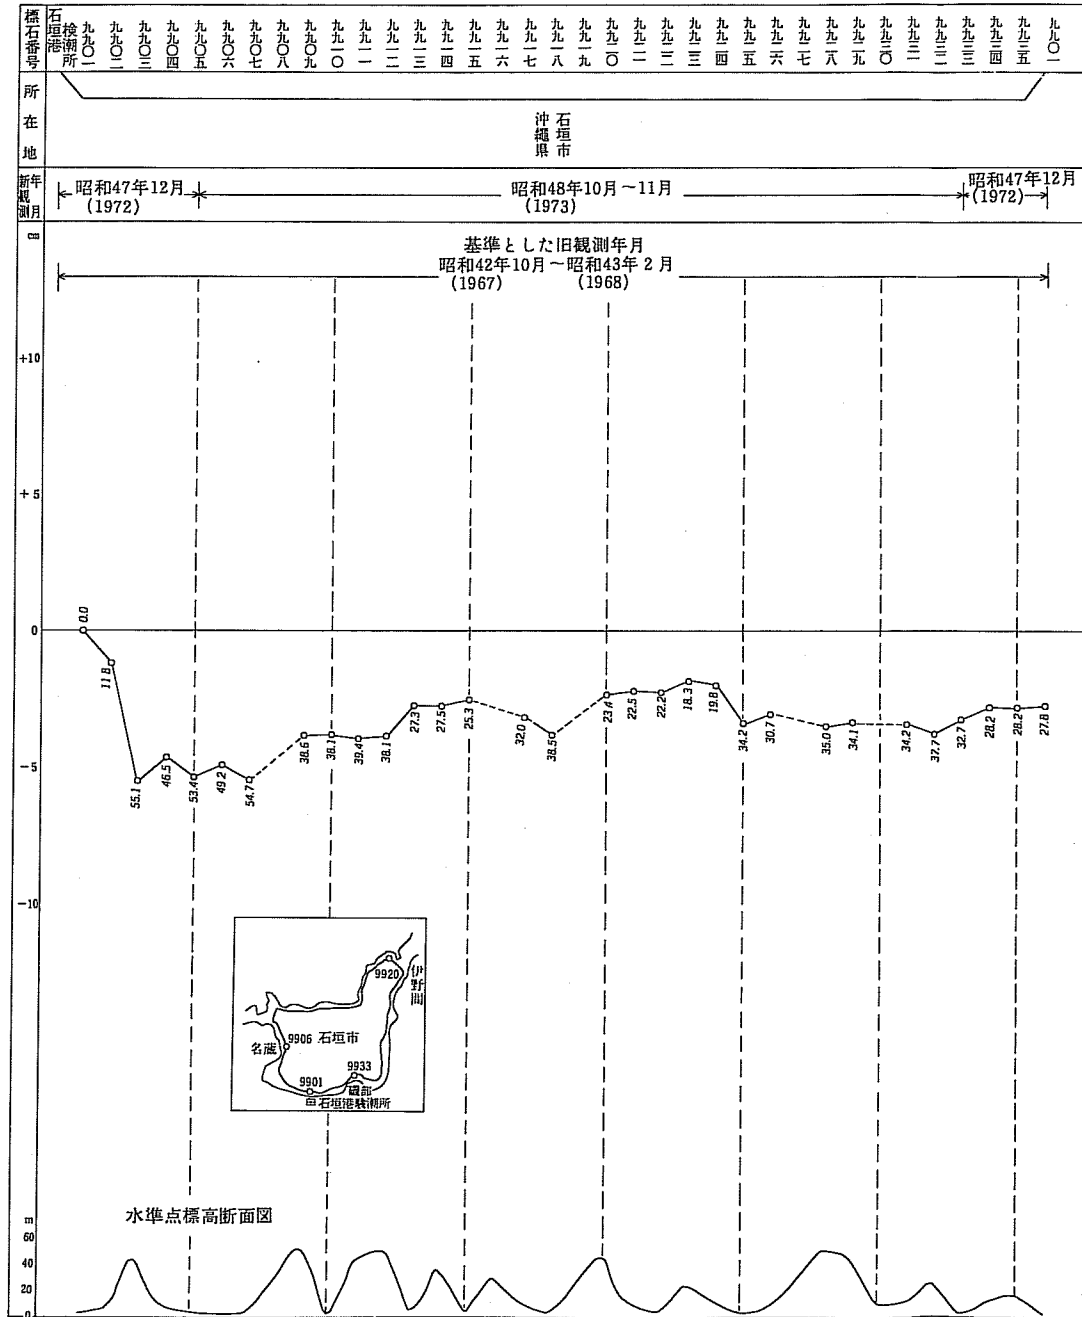 標石番号
石垣港
検潮所
九九〇一
九九〇二
九九〇三
九九〇四
九九〇五
九九〇六
九九〇七
九九〇八
九九〇九
九九一〇
九九一一
九九一二
九九一三
九九一四
九九一五
九九一六
九九一七
九九一八
九九一九
九九二〇
九九二一
九九二二
九九二三
九九二四
九九二五
九九二六
九九二七
九九二八
九九二九
九九三〇
九九三一
九九三二
九九三三
九九三四
九九三五
九九〇一
所在地
石垣市
沖縄県
新観測年月
昭和47年12月
(1972)
昭和48年10月～11月
(1973)
昭和47年12月
(1972)
cm
基準とした旧観測年月
昭和42年10月～昭和43年2月
(1967) (1968)
+10
+5
0
-5
-10
0.0
11.8
55.1
46.5
53.4
49.2
54.7
38.6
38.1
39.4
38.1
27.3
27.5
25.3
32.0
38.5
23.4
22.5
22.2
18.3
19.8
34.2
30.7
35.0
34.1
34.2
37.7
32.7
28.2
28.2
27.8
9920
伊野間
9906 石垣市
名蔵
9933
9901
磯部
石垣港験潮所
水準点標高断面図
m
60
40
20
0